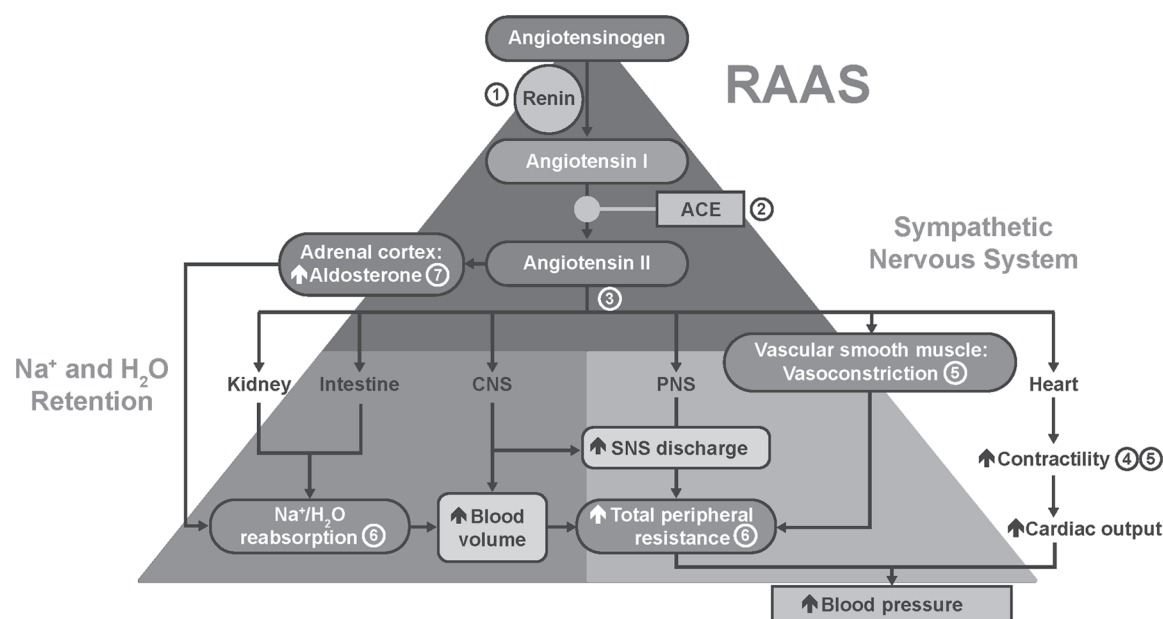 Angiotensinogen
RAAS
① Renin
Angiotensin I
ACE ②
Sympathetic
Nervous System
Adrenal cortex:
↑Aldosterone ⑦
Angiotensin II
③
Na⁺ and H₂O
Retention
Kidney
Intestine
CNS
PNS
Vascular smooth muscle:
Vasoconstriction ⑤
Heart
↑ SNS discharge
↑Contractility ④⑤
Na⁺/H₂O
reabsorption ⑥
↑ Blood
volume
↑ Total peripheral
resistance ⑥
↑Cardiac output
↑Blood pressure